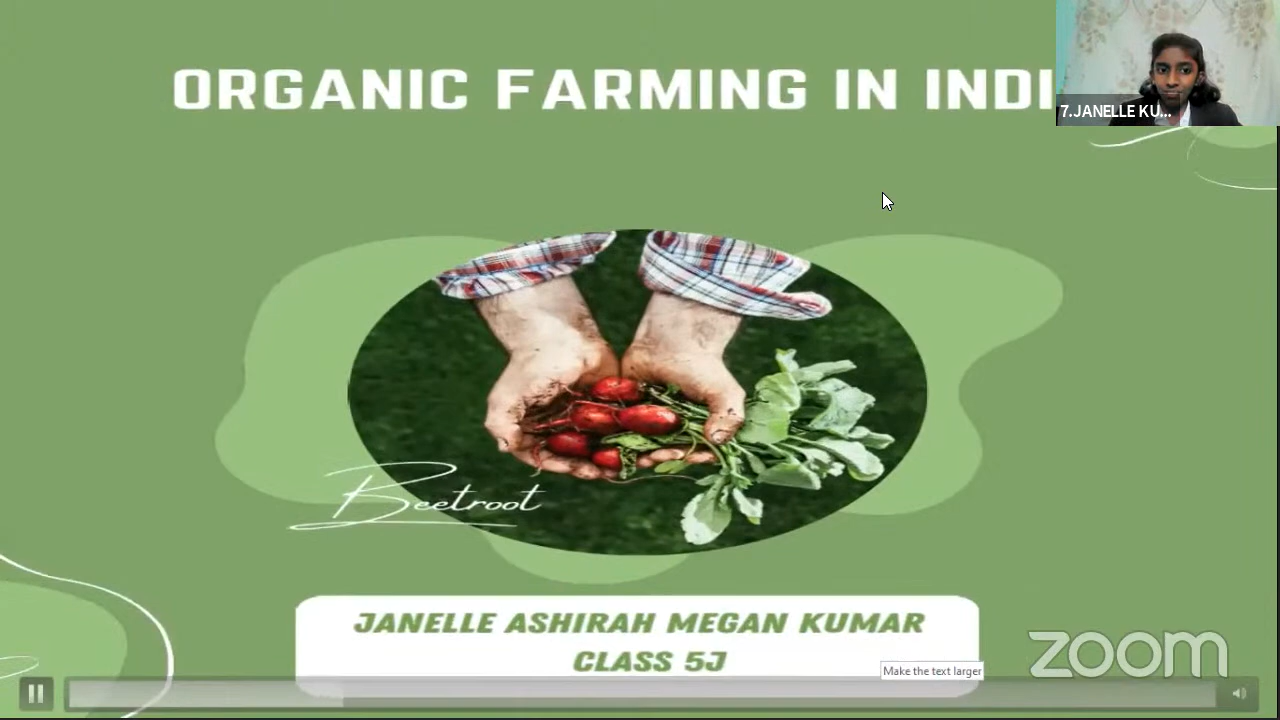 ORGANIC FARMING IN INDI
7.JANELLE KU...
Beetroot
JANELLE ASHIRAH MEGAN KUMAR
CLASS 5J
Make the text larger
zoom